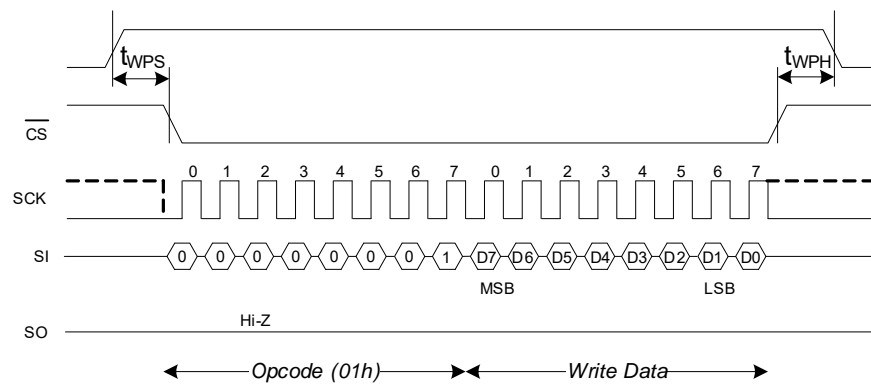 tWPS tWPH
CS
0 1 2 3 4 5 6 7 0 1 2 3 4 5 6 7
SCK
SI 0 0 0 0 0 0 0 1 D7 D6 D5 D4 D3 D2 D1 D0
MSB LSB
Hi-Z
SO
Opcode (01h) Write Data